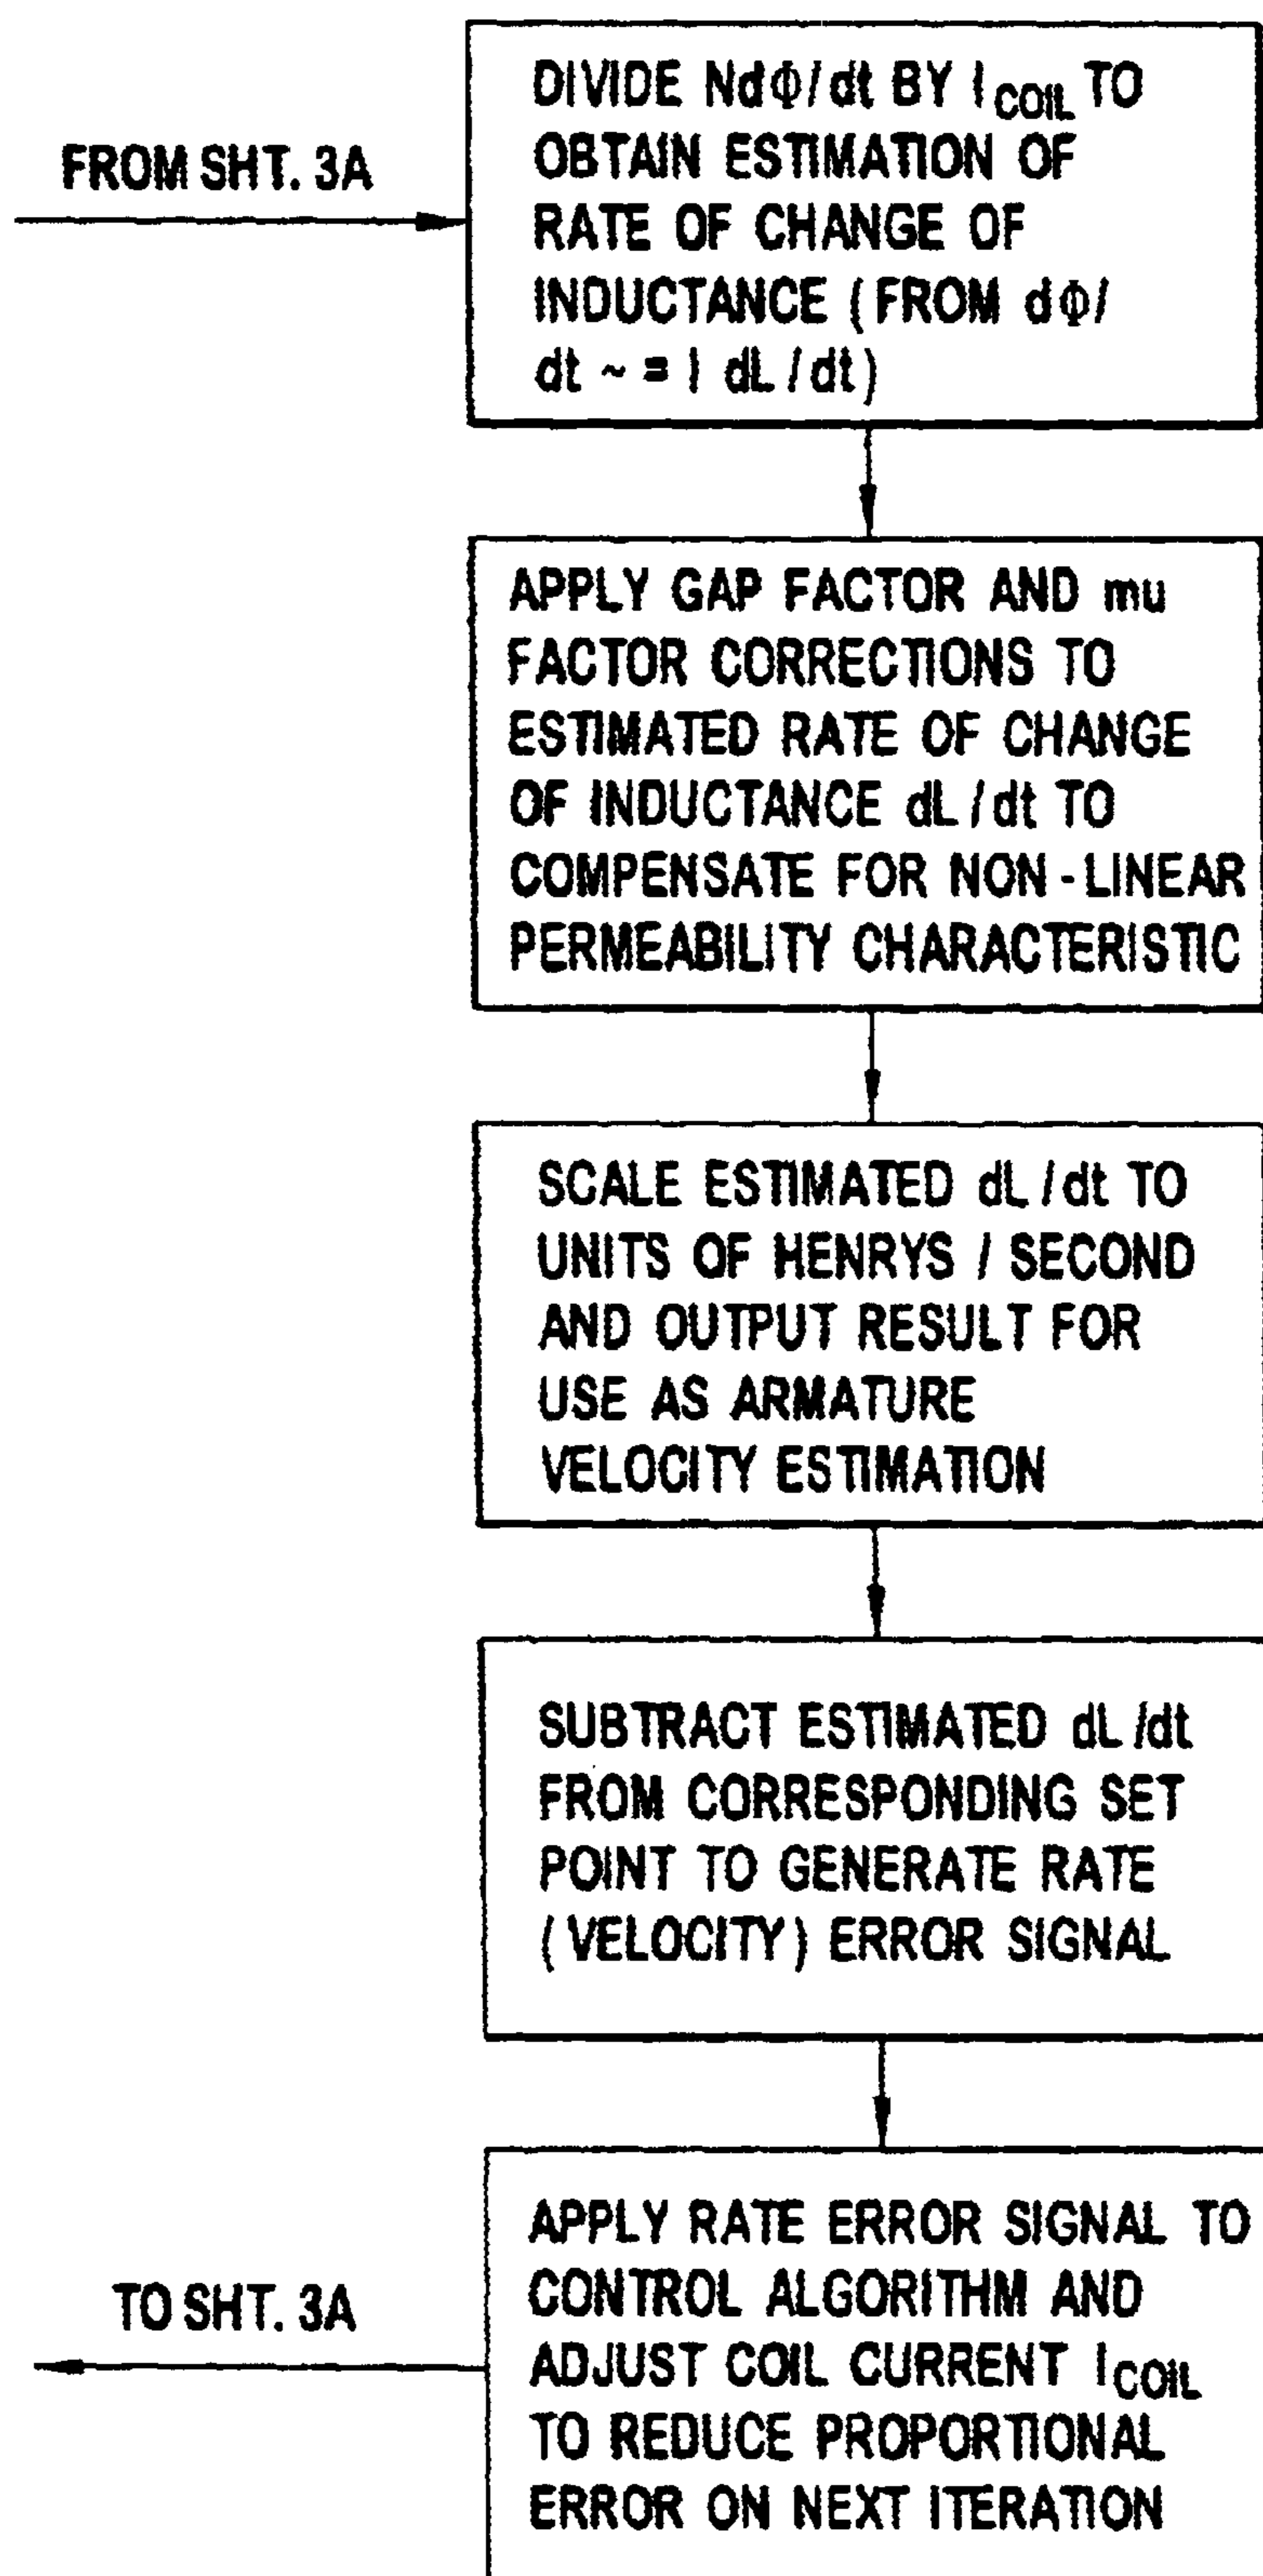 FROM SHT. 3A
DIVIDE NdΦ/dt BY I COIL TO
OBTAIN ESTIMATION OF
RATE OF CHANGE OF
INDUCTANCE (FROM dΦ/
dt ~ = I dL/dt)
APPLY GAP FACTOR AND mu
FACTOR CORRECTIONS TO
ESTIMATED RATE OF CHANGE
OF INDUCTANCE dL/dt TO
COMPENSATE FOR NON-LINEAR
PERMEABILITY CHARACTERISTIC
SCALE ESTIMATED dL/dt TO
UNITS OF HENRYS / SECOND
AND OUTPUT RESULT FOR
USE AS ARMATURE
VELOCITY ESTIMATION
SUBTRACT ESTIMATED dL/dt
FROM CORRESPONDING SET
POINT TO GENERATE RATE
(VELOCITY) ERROR SIGNAL
APPLY RATE ERROR SIGNAL TO
CONTROL ALGORITHM AND
ADJUST COIL CURRENT I COIL
TO REDUCE PROPORTIONAL
ERROR ON NEXT ITERATION
TO SHT. 3A